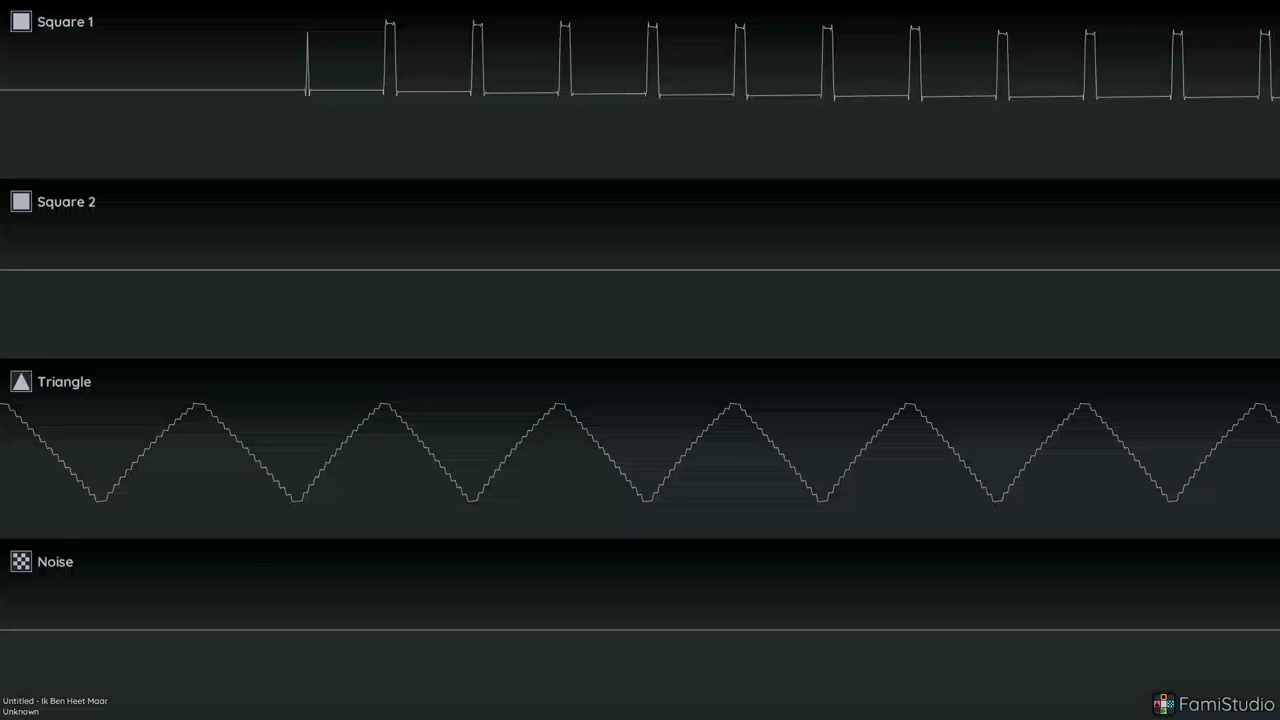 Square 1
Square 2
Triangle
Noise
Untitled - Ik Ben Heet Maar
Unknown
FamiStudio